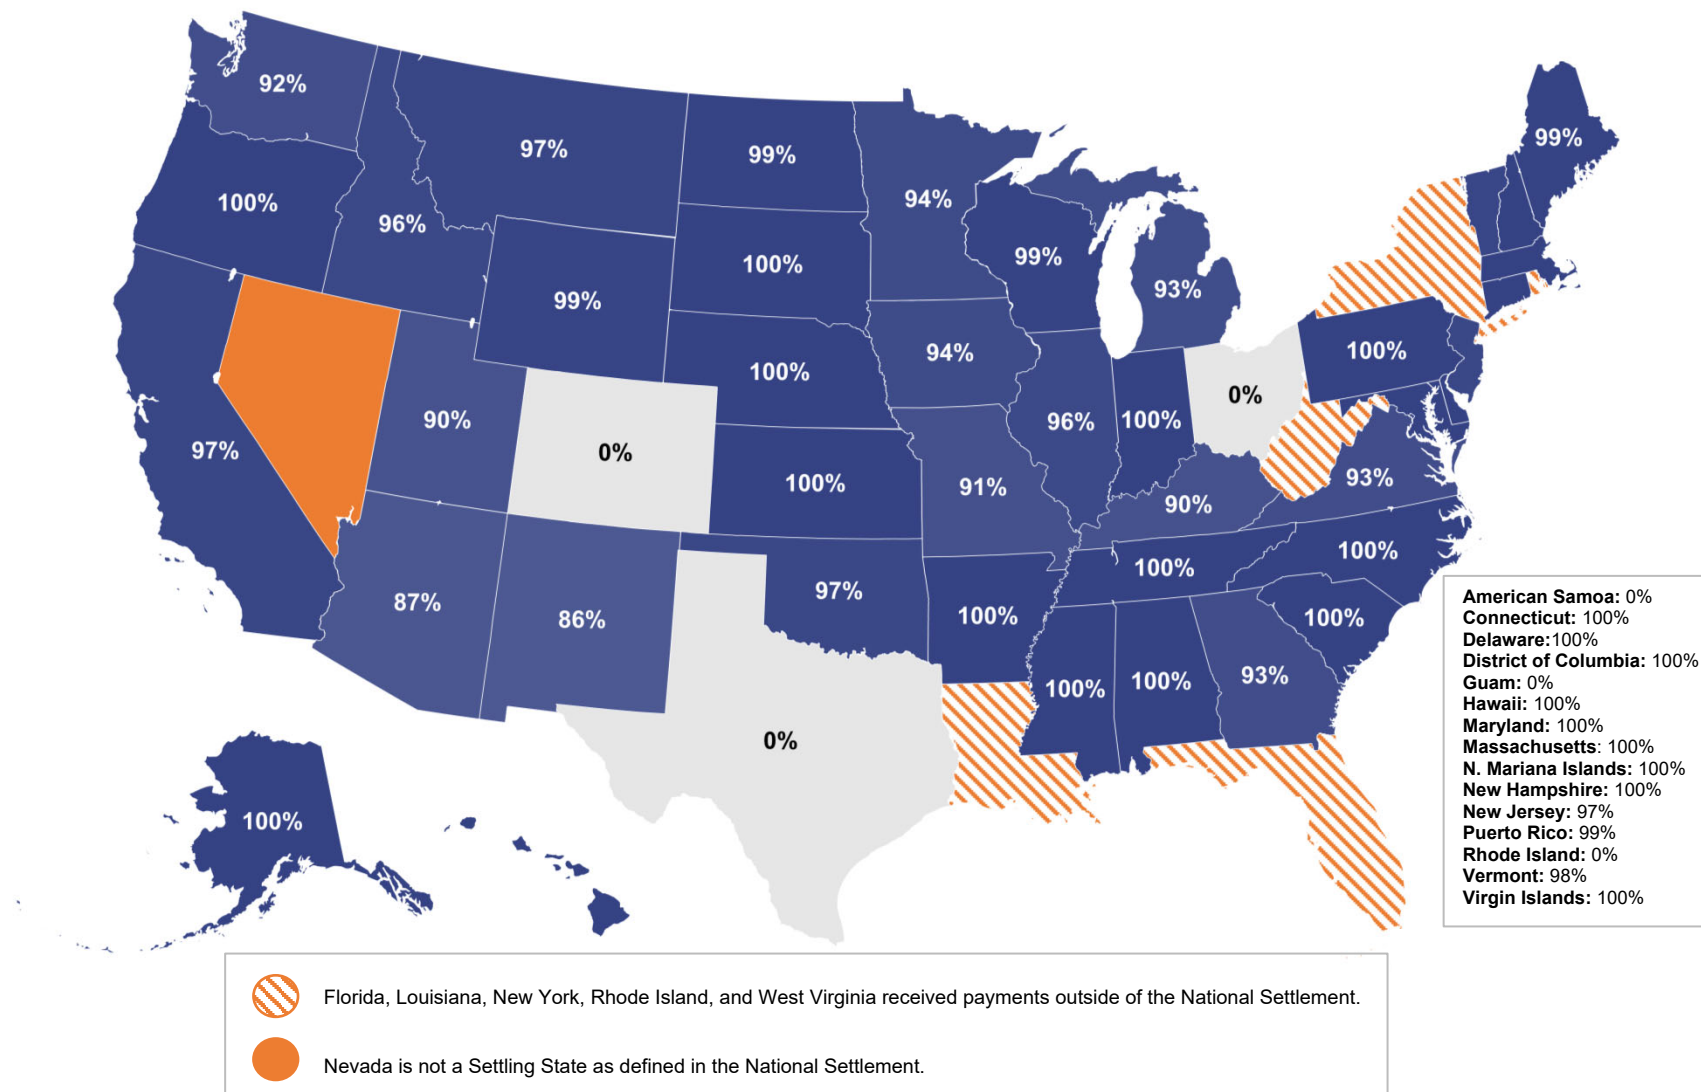 92%
97%
99%
99%
100%
96%
94%
100%
99%
99%
93%
100%
94%
100%
0%
90%
97%
0%
100%
91%
96%
100%
93%
90%
100%
100%
87%
86%
97%
100%
100%
100%
100%
93%
0%
100%
American Samoa: 0%
Connecticut: 100%
Delaware:100%
District of Columbia: 100%
Guam: 0%
Hawaii: 100%
Maryland: 100%
Massachusetts: 100%
N. Mariana Islands: 100%
New Hampshire: 100%
New Jersey: 97%
Puerto Rico: 99%
Rhode Island: 0%
Vermont: 98%
Virgin Islands: 100%
Florida, Louisiana, New York, Rhode Island, and West Virginia received payments outside of the National Settlement.
Nevada is not a Settling State as defined in the National Settlement.